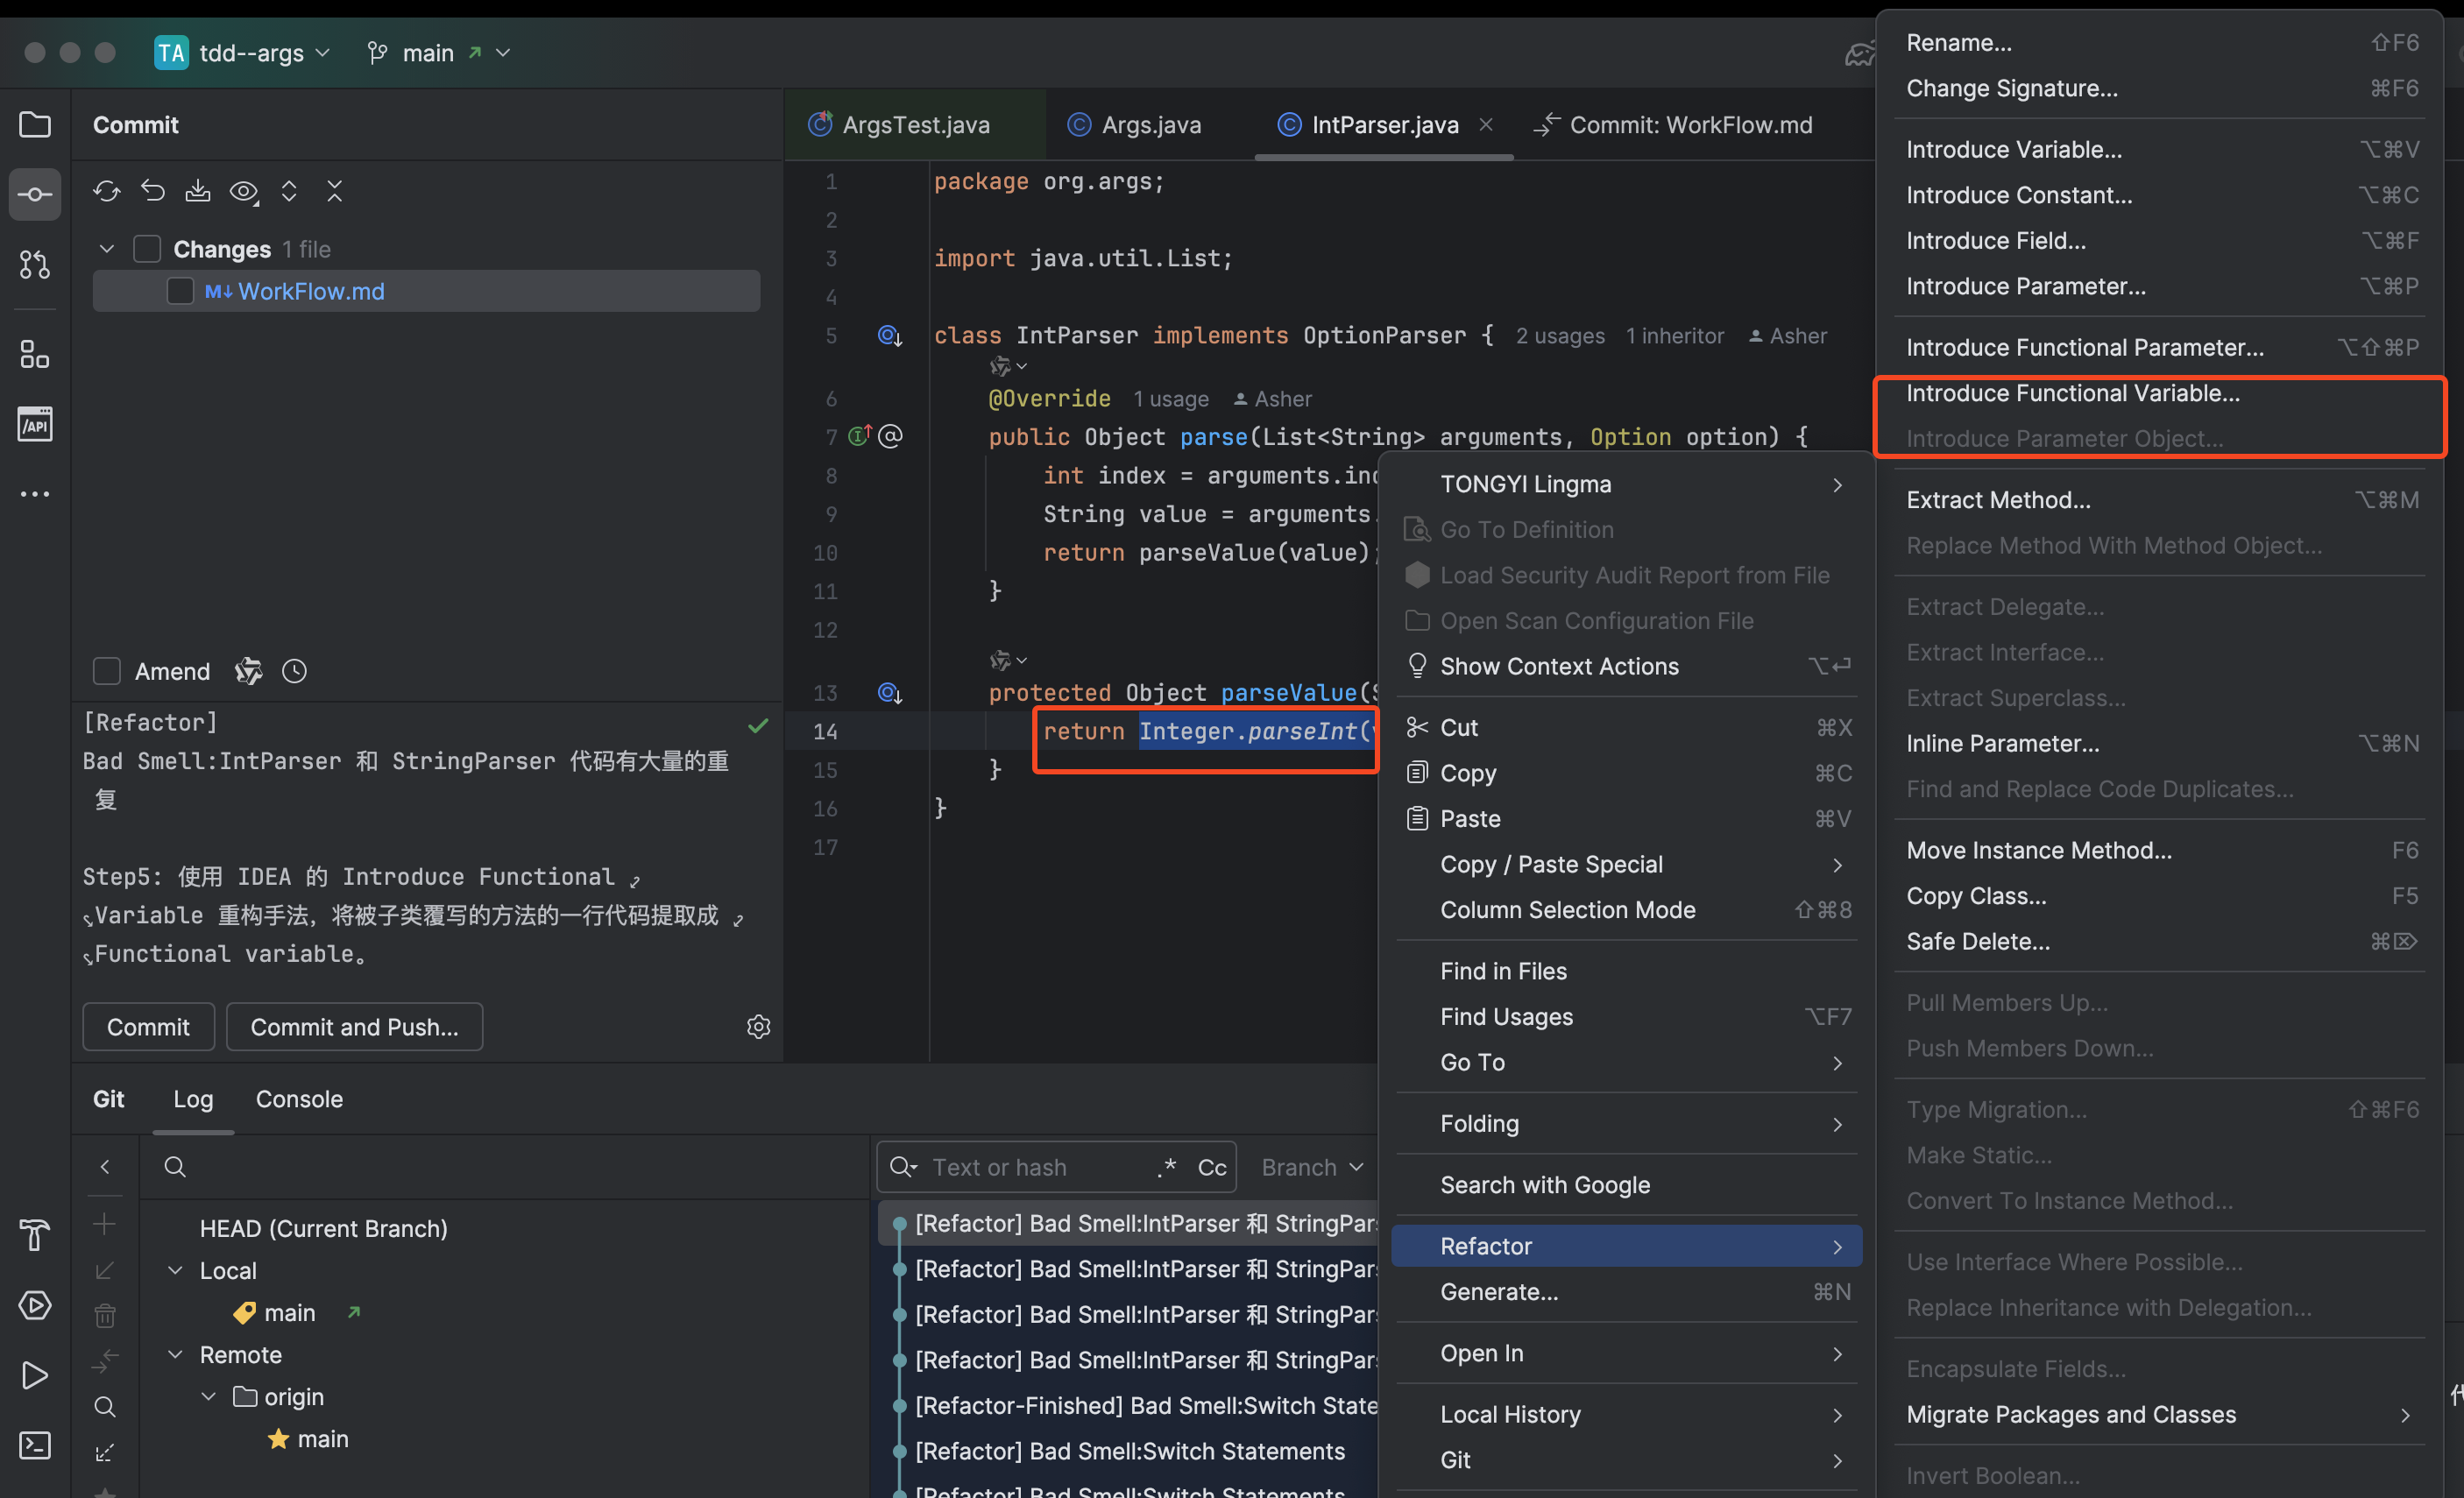 TA tdd--args main
Commit
Changes 1 file
M↓ WorkFlow.md
Amend
[Refactor]
Bad Smell:IntParser 和 StringParser 代码有大量的重
复
Step5: 使用 IDEA 的 Introduce Functional
Variable 重构手法，将被子类覆写的方法的一行代码提取成
Functional variable。
Commit Commit and Push...
ArgsTest.java Args.java IntParser.java Commit: WorkFlow.md
1 package org.args;
2
3 import java.util.List;
4
5 class IntParser implements OptionParser { 2 usages 1 inheritor Asher
6 @Override 1 usage Asher
7 public Object parse(List<String> arguments, Option option) {
8 int index = arguments.ind
9 String value = arguments.
10 return parseValue(value);
11 }
12
13 protected Object parseValue(S
14 return Integer.parseInt(v
15 }
16 }
17
TONGYI Lingma
Go To Definition
Load Security Audit Report from File
Open Scan Configuration File
Show Context Actions ⌥⏎
Cut ⌘X
Copy ⌘C
Paste ⌘V
Copy / Paste Special
Column Selection Mode ⇧⌘8
Find in Files
Find Usages ⌥F7
Go To
Folding
Search with Google
Refactor
Generate... ⌘N
Open In
Local History
Git
Rename... ⇧F6
Change Signature... ⌘F6
Introduce Variable... ⌥⌘V
Introduce Constant... ⌥⌘C
Introduce Field... ⌥⌘F
Introduce Parameter... ⌥⌘P
Introduce Functional Parameter... ⌥⇧⌘P
Introduce Functional Variable...
Introduce Parameter Object...
Extract Method... ⌥⌘M
Replace Method With Method Object...
Extract Delegate...
Extract Interface...
Extract Superclass...
Inline Parameter... ⌥⌘N
Find and Replace Code Duplicates...
Move Instance Method... F6
Copy Class... F5
Safe Delete... ⌘⌦
Pull Members Up...
Push Members Down...
Type Migration... ⇧⌘F6
Make Static...
Convert To Instance Method...
Use Interface Where Possible...
Replace Inheritance with Delegation...
Encapsulate Fields...
Migrate Packages and Classes
Invert Boolean...
Git Log Console
HEAD (Current Branch)
Local
main
Remote
origin
main
Text or hash .* Cc Branch
[Refactor] Bad Smell:IntParser 和 StringPars
[Refactor] Bad Smell:IntParser 和 StringPars
[Refactor] Bad Smell:IntParser 和 StringPars
[Refactor] Bad Smell:IntParser 和 StringPars
[Refactor-Finished] Bad Smell:Switch State
[Refactor] Bad Smell:Switch Statements
[Refactor] Bad Smell:Switch Statements